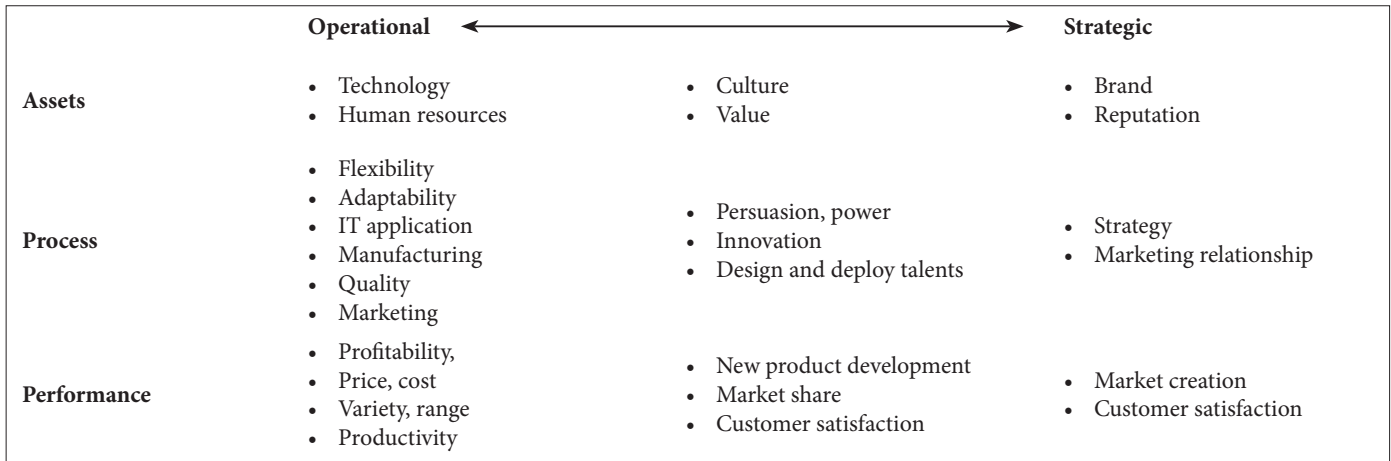 Operational Strategic
Assets
• Technology
• Human resources
• Culture
• Value
• Brand
• Reputation
Process
• Flexibility
• Adaptability
• IT application
• Manufacturing
• Quality
• Marketing
• Persuasion, power
• Innovation
• Design and deploy talents
• Strategy
• Marketing relationship
Performance
• Profitability,
• Price, cost
• Variety, range
• Productivity
• New product development
• Market share
• Customer satisfaction
• Market creation
• Customer satisfaction